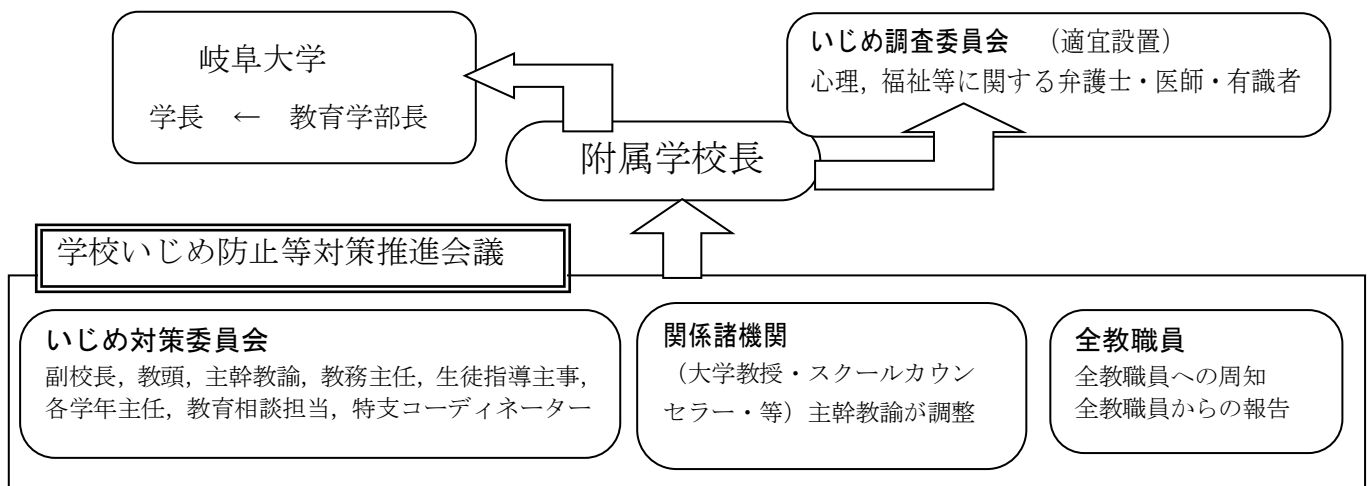 岐阜大学
学長 ← 教育学部長
いじめ調査委員会 （適宜設置）
心理，福祉等に関する弁護士・医師・有識者
附属学校長
学校いじめ防止等対策推進会議
いじめ対策委員会
副校長，教頭，主幹教諭，教務主任，生徒指導主事，
各学年主任，教育相談担当，特支コーディネーター
関係諸機関
（大学教授・スクールカウン
セラー・等）主幹教諭が調整
全教職員
全教職員への周知
全教職員からの報告